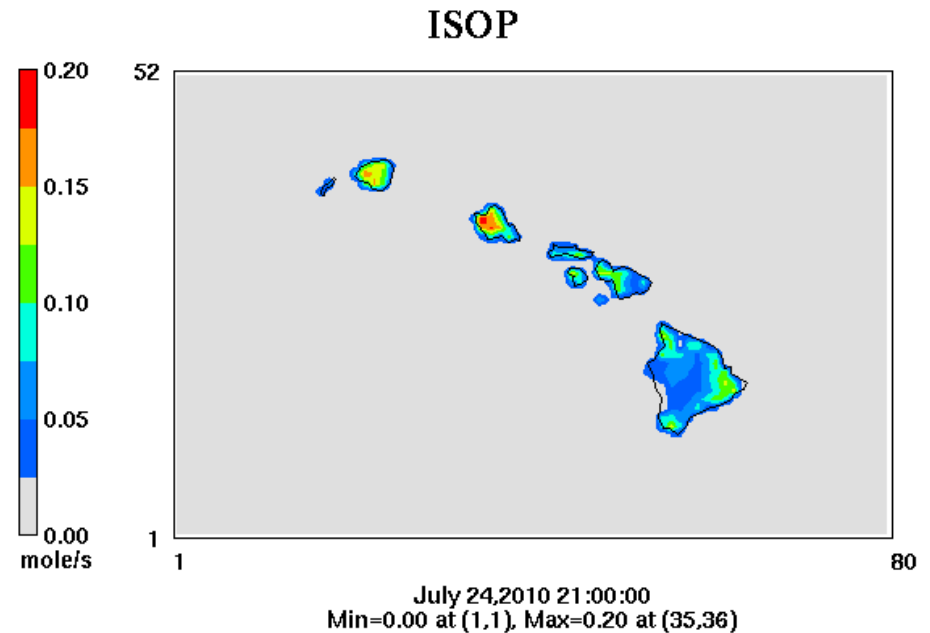 ISOP
0.20
0.15
0.10
0.05
0.00
mole/s
52
1
1
80
July 24,2010 21:00:00
Min=0.00 at (1,1), Max=0.20 at (35,36)